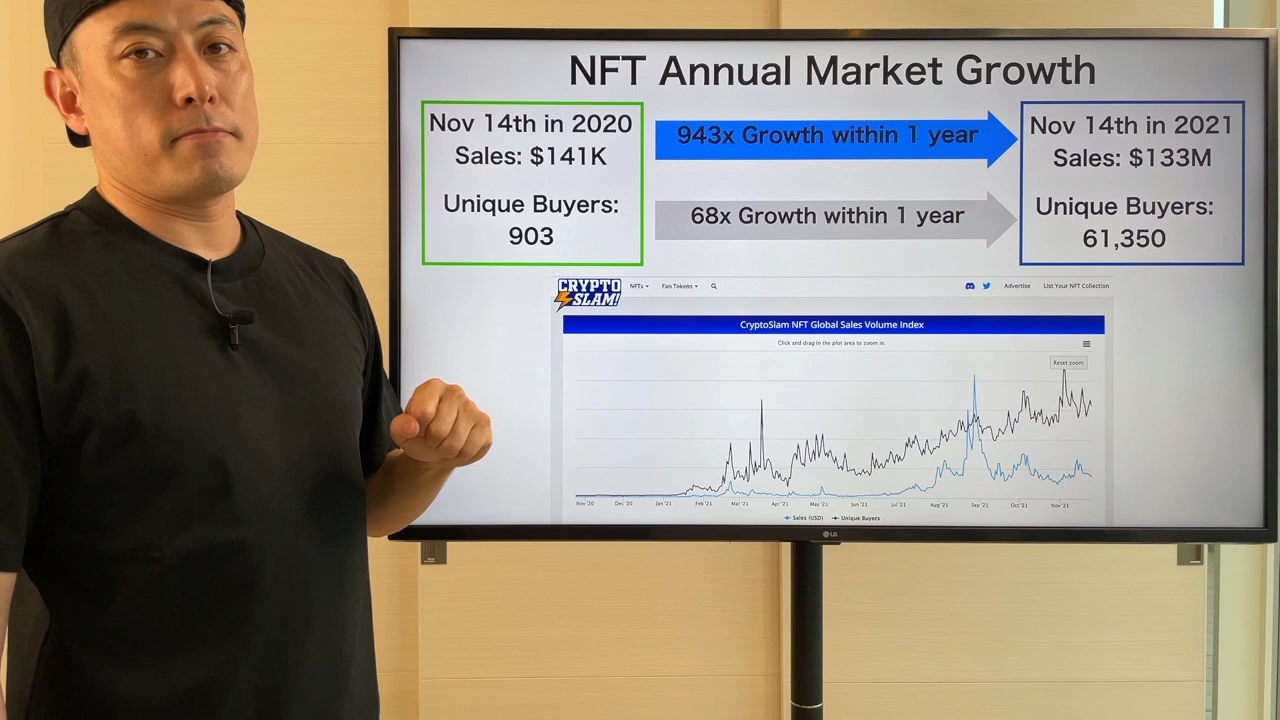 NFT Annual Market Growth
Nov 14th in 2020
Sales: $141K
Unique Buyers:
903
943x Growth within 1 year
68x Growth within 1 year
Nov 14th in 2021
Sales: $133M
Unique Buyers:
61,350
CRYPTO
SLAM!
NFTs
Fan Tokens
Advertise
List Your NFT Collection
CryptoSlam NFT Global Sales Volume Index
Click and drag in the plot area to zoom in.
Reset zoom
Nov '20 Dec '20 Jan '21 Feb '21 Mar '21 Apr '21 May '21 Jun '21 Jul '21 Aug '21 Sep '21 Oct '21 Nov '21
Sales (USD) Unique Buyers
LG